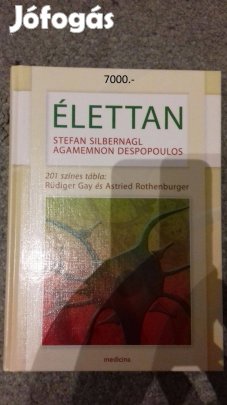 Jófogás
7000.-
ÉLETTAN
STEFAN SILBERNAGL
AGAMEMNON DESPOPOULOS
201 színes tábla:
Rüdiger Gay és Astried Rothenburger
medicina